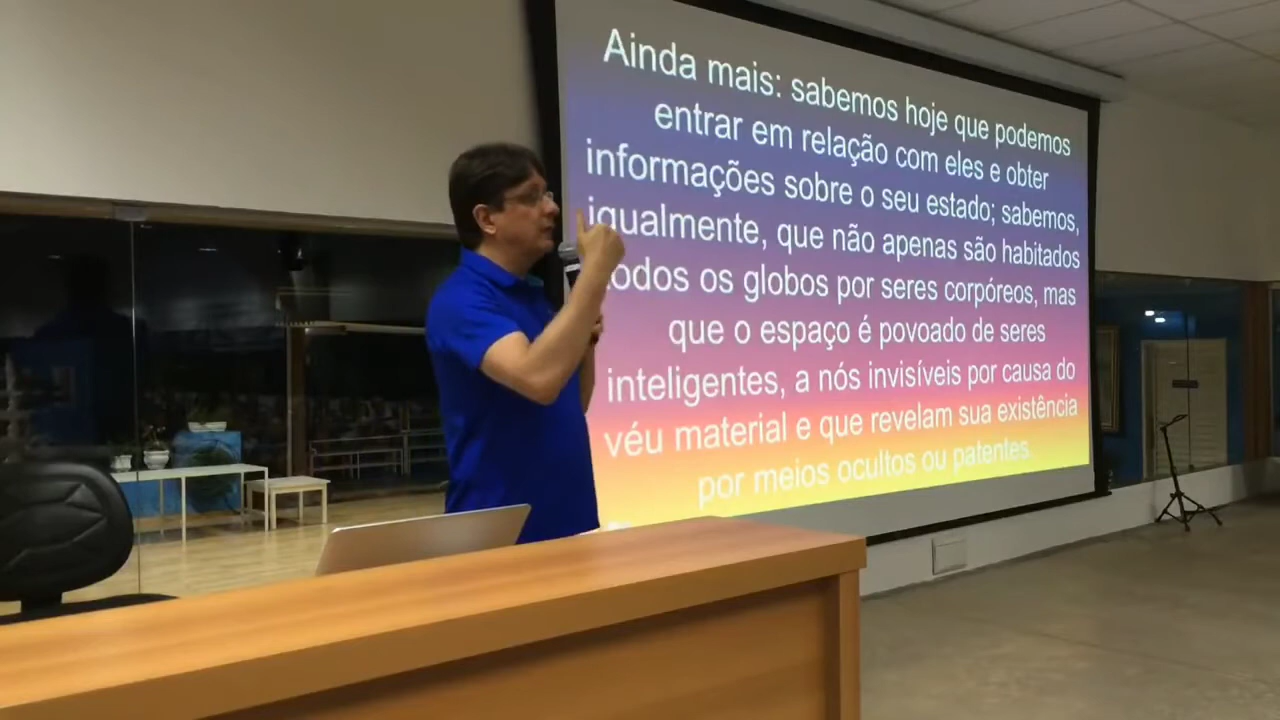 Ainda mais: sabemos hoje que podemos
entrar em relação com eles e obter
informações sobre o seu estado; sabemos,
igualmente, que não apenas são habitados
todos os globos por seres corpóreos, mas
que o espaço é povoado de seres
inteligentes, a nós invisíveis por causa do
véu material e que revelam sua existência
por meios ocultos ou patentes.